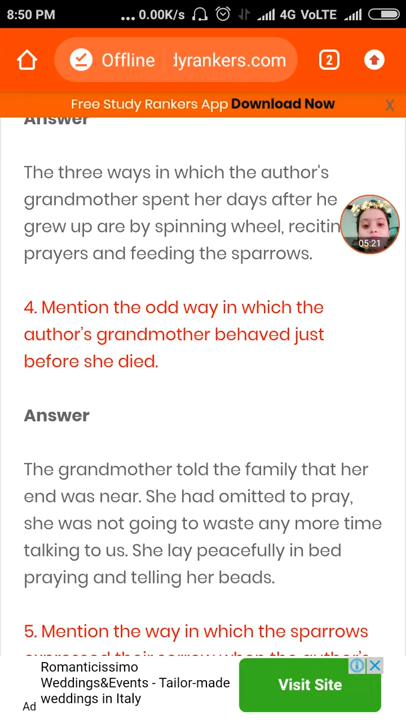 8:50 PM ... 0.00K/s 4G VoLTE
Offline dyrankers.com 2
Free Study Rankers App Download Now X
Answer
The three ways in which the author's
grandmother spent her days after he
grew up are by spinning wheel, recitin
prayers and feeding the sparrows.
05:21
4. Mention the odd way in which the
author's grandmother behaved just
before she died.
Answer
The grandmother told the family that her
end was near. She had omitted to pray,
she was not going to waste any more time
talking to us. She lay peacefully in bed
praying and telling her beads.
5. Mention the way in which the sparrows
expressed their sorrow when the author's
Romanticissimo
Weddings&Events - Tailor-made
weddings in Italy
Ad
Visit Site